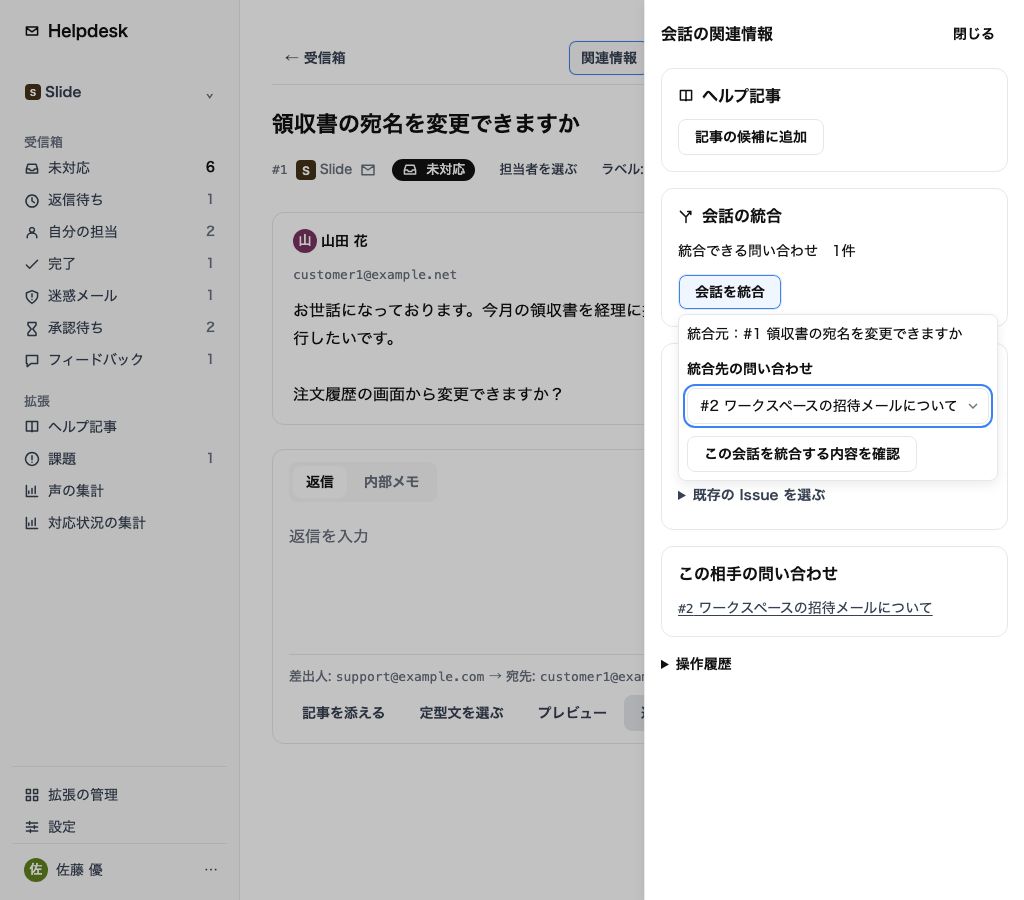 Helpdesk
S Slide
受信箱
未対応 6
返信待ち 1
自分の担当 2
完了 1
迷惑メール 1
承認待ち 2
フィードバック 1
拡張
ヘルプ記事
課題 1
声の集計
対応状況の集計
拡張の管理
設定
佐 佐藤 優 ···
← 受信箱 関連情報
領収書の宛名を変更できますか
#1 S Slide 未対応 担当者を選ぶ ラベル:
山 山田 花
customer1@example.net
お世話になっております。今月の領収書を経理に
行したいです。
注文履歴の画面から変更できますか？
返信 内部メモ
返信を入力
差出人: support@example.com → 宛先: customer1@exam
記事を添える 定型文を選ぶ プレビュー
会話の関連情報 閉じる
ヘルプ記事
記事の候補に追加
会話の統合
統合できる問い合わせ 1件
会話を統合
統合元：#1 領収書の宛名を変更できますか
統合先の問い合わせ
#2 ワークスペースの招待メールについて
この会話を統合する内容を確認
▶ 既存の Issue を選ぶ
この相手の問い合わせ
#2 ワークスペースの招待メールについて
▶ 操作履歴